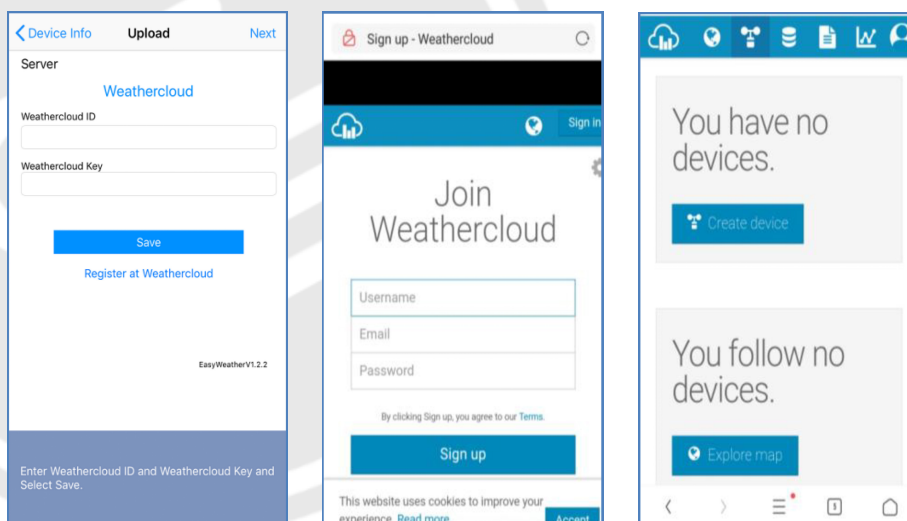 Device Info
Upload
Next
Server
Weathercloud
Weathercloud ID
Weathercloud Key
Save
Register at Weathercloud
EasyWeatherV1.2.2
Enter Weathercloud ID and Weathercloud Key and
Select Save.
Sign up - Weathercloud
Sign in
Join
Weathercloud
Username
Email
Password
By clicking Sign up, you agree to our Terms.
Sign up
This website uses cookies to improve your
experience. Read more
Accept
You have no
devices.
Create device
You follow no
devices.
Explore map